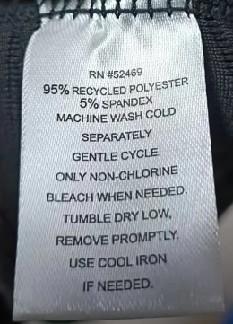 RN #52469
95% RECYCLED POLYESTER
5% SPANDEX
MACHINE WASH COLD
SEPARATELY
GENTLE CYCLE.
ONLY NON-CHLORINE
BLEACH WHEN NEEDED.
TUMBLE DRY LOW,
REMOVE PROMPTLY.
USE COOL IRON
IF NEEDED.